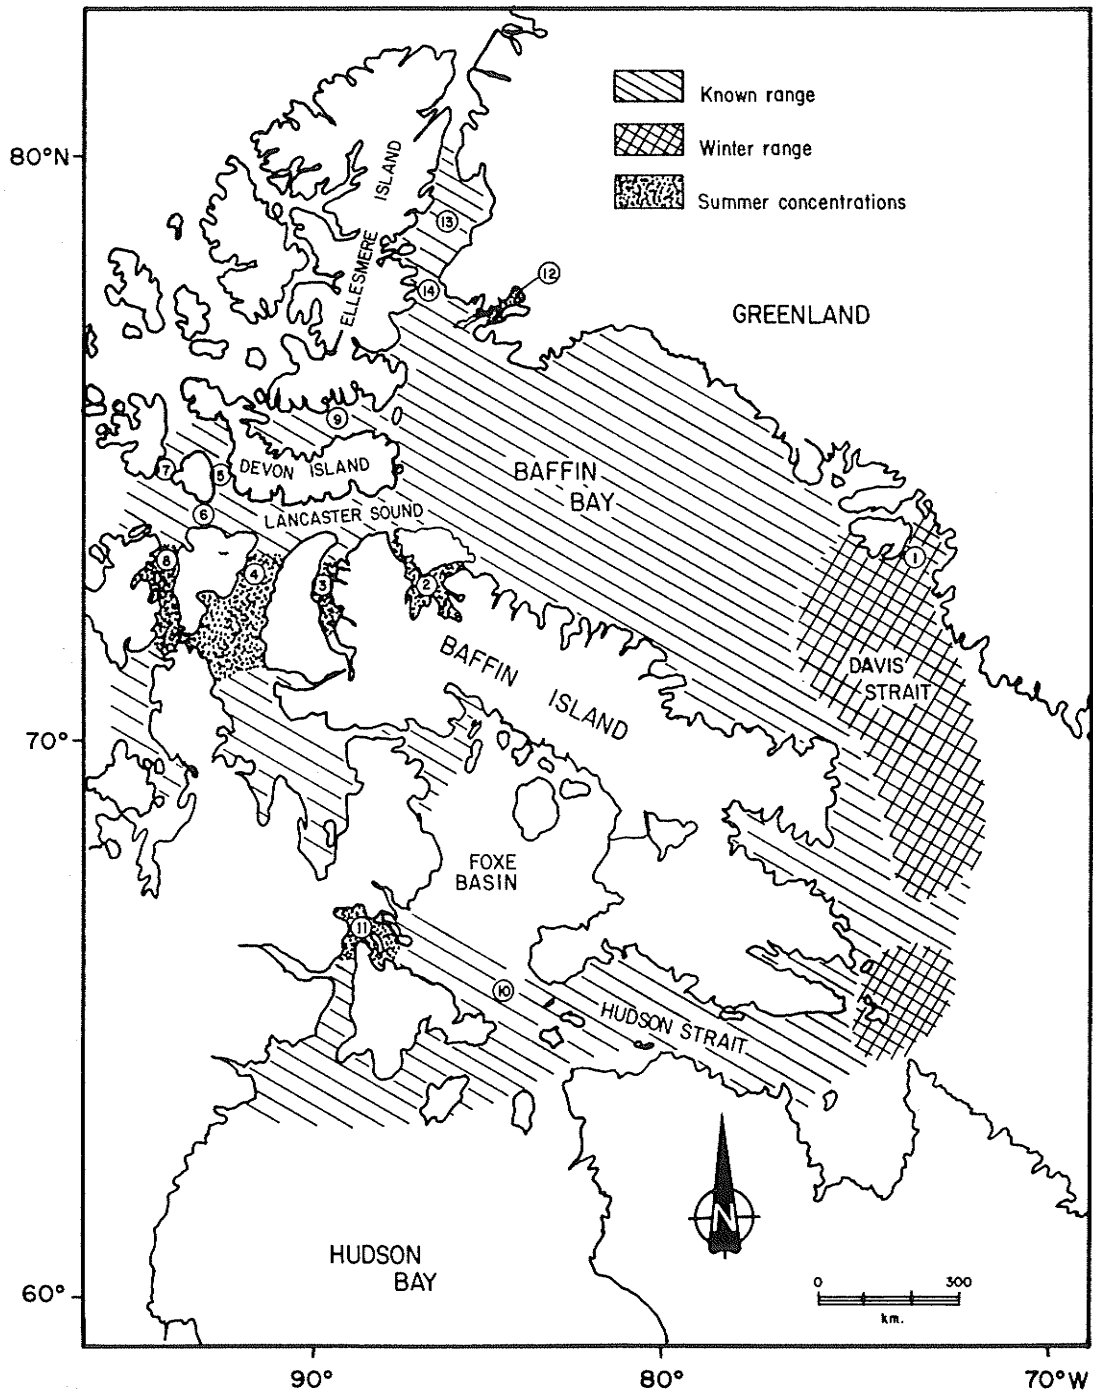 Known range
Winter range
Summer concentrations
80°N
70°
60°
ELLESMERE ISLAND
13
14
12
GREENLAND
9
7
5
6
DEVON ISLAND
LANCASTER SOUND
BAFFIN
BAY
1
8
4
3
2
BAFFIN ISLAND
DAVIS
STRAIT
FOXE
BASIN
11
10
HUDSON STRAIT
N
HUDSON
BAY
0 300
km.
90° 80° 70°W